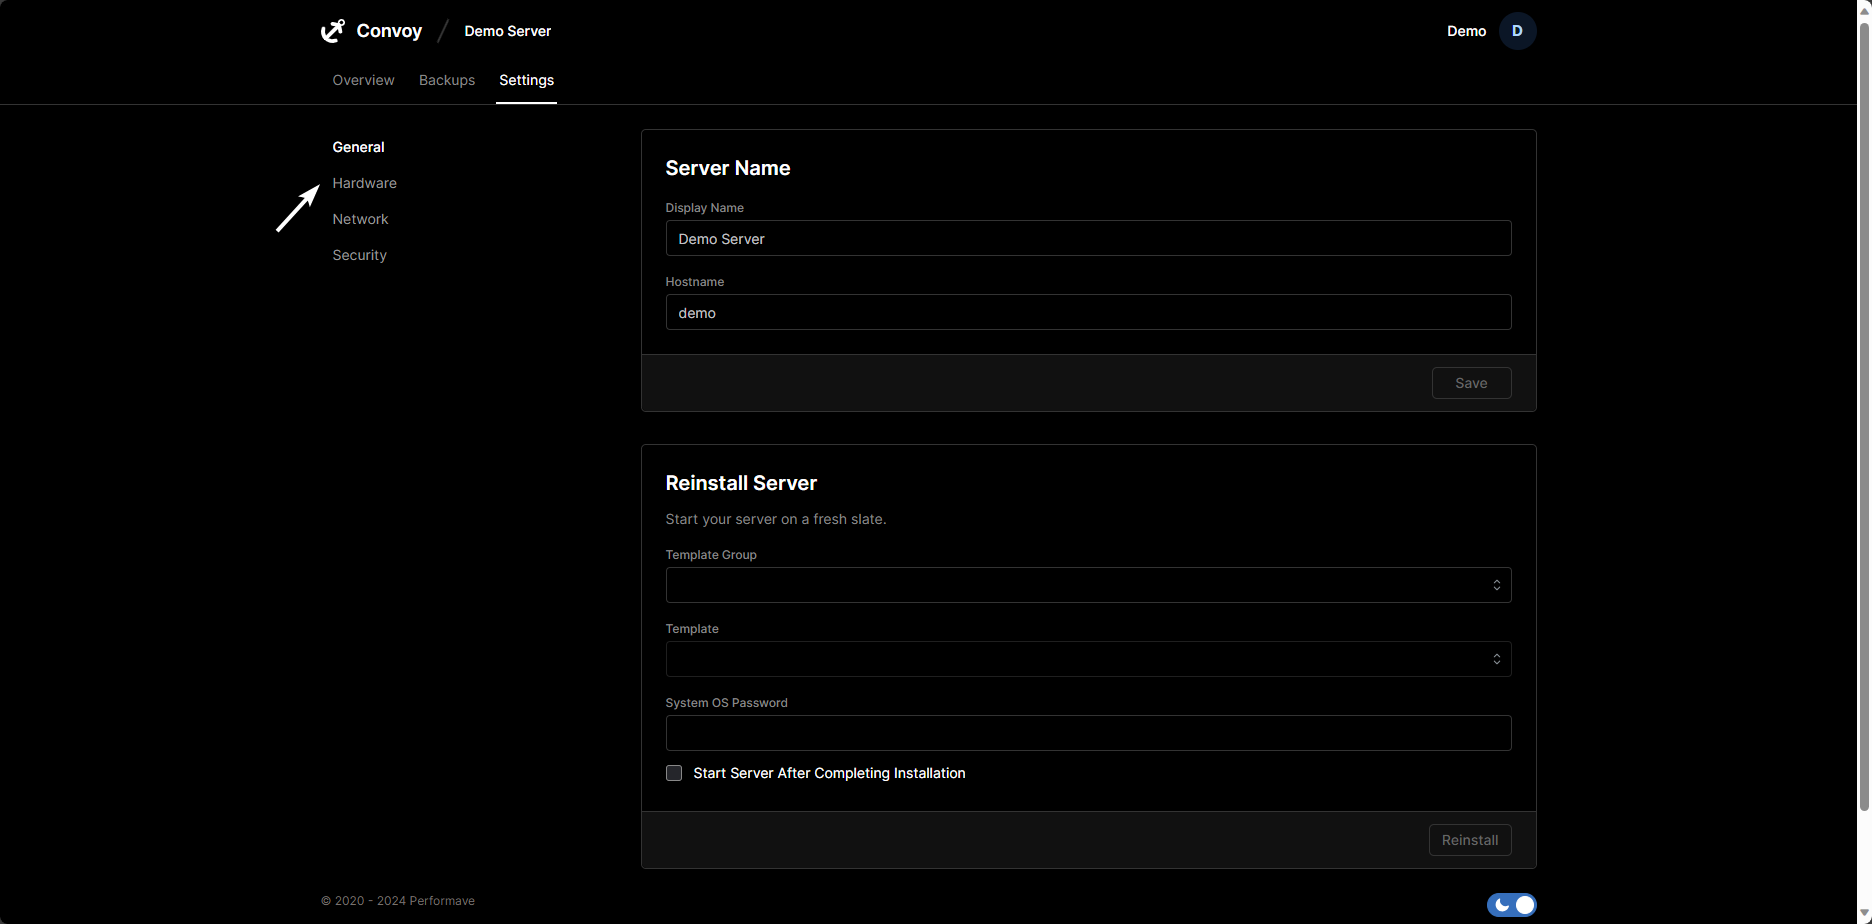 Convoy / Demo Server
Demo D
Overview Backups Settings
General
Hardware
Network
Security
Server Name
Display Name
Demo Server
Hostname
demo
Save
Reinstall Server
Start your server on a fresh slate.
Template Group
Template
System OS Password
Start Server After Completing Installation
Reinstall
© 2020 - 2024 Performave